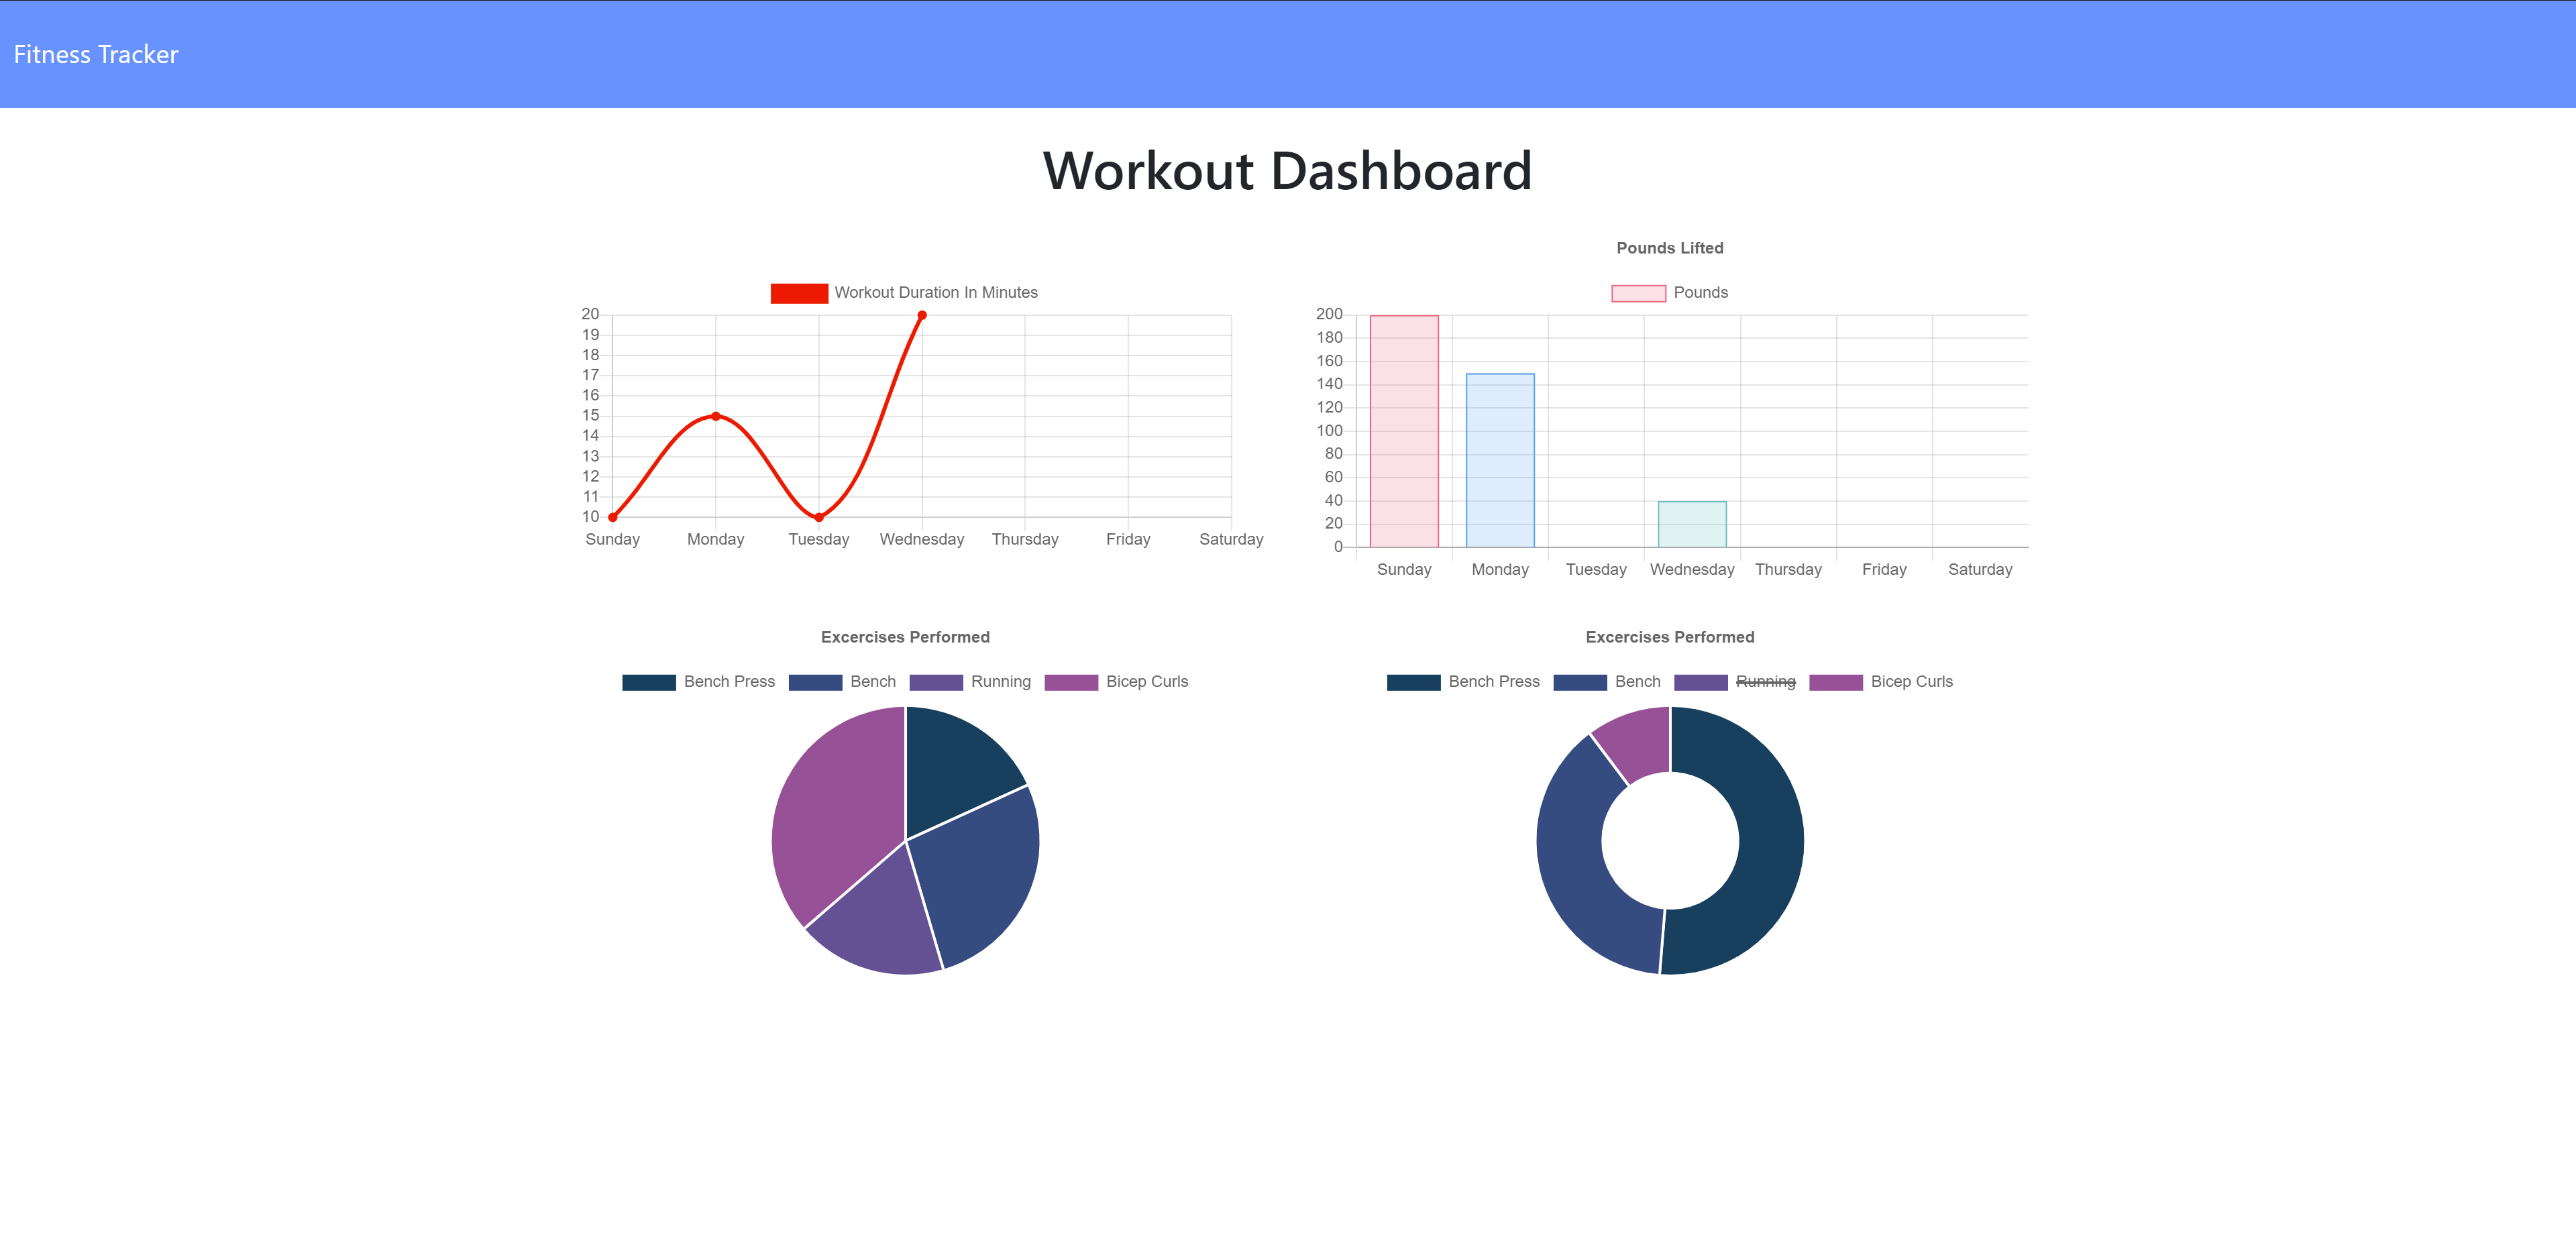 Fitness Tracker
Workout Dashboard
Workout Duration In Minutes
20
19
18
17
16
15
14
13
12
11
10
Sunday Monday Tuesday Wednesday Thursday Friday Saturday
Pounds Lifted
Pounds
200
180
160
140
120
100
80
60
40
20
0
Sunday Monday Tuesday Wednesday Thursday Friday Saturday
Excercises Performed
Bench Press Bench Running Bicep Curls
Excercises Performed
Bench Press Bench Running Bicep Curls